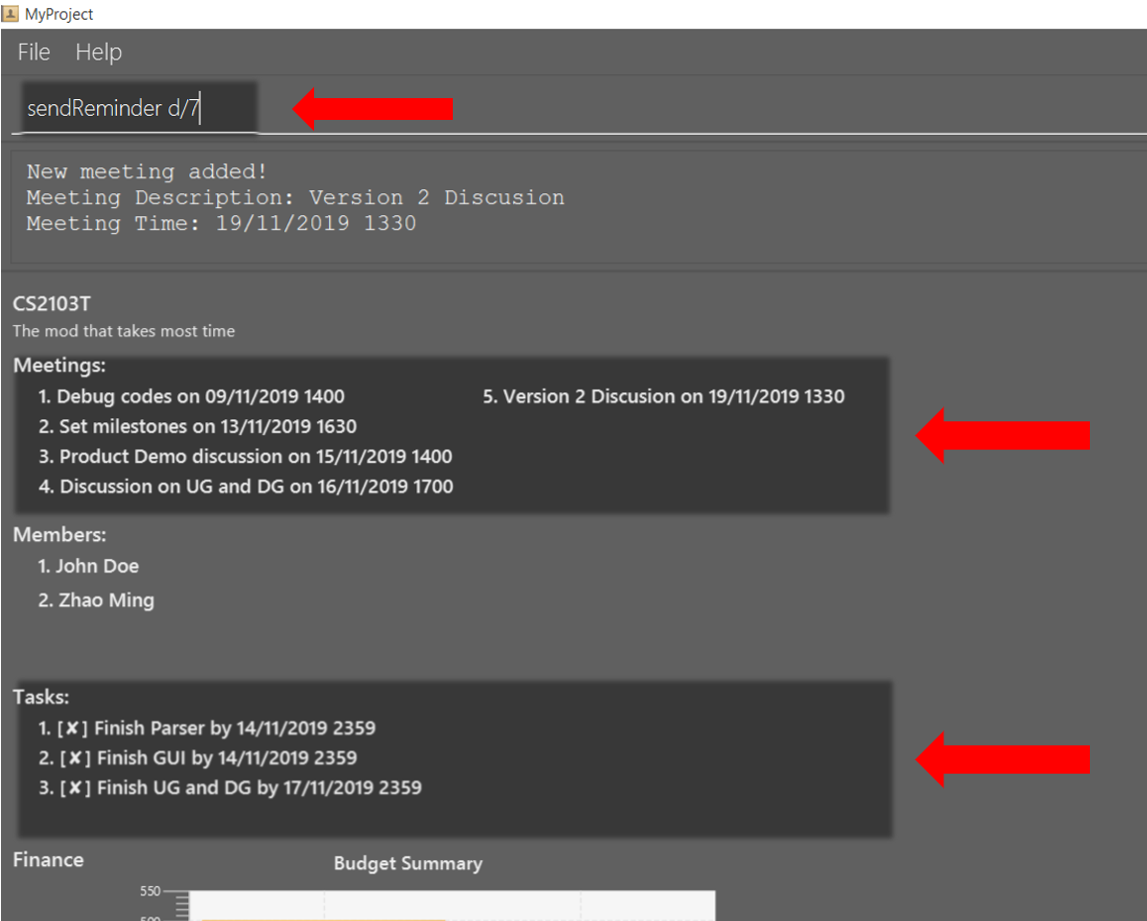 MyProject
File Help
sendReminder d/7
New meeting added!
Meeting Description: Version 2 Discusion
Meeting Time: 19/11/2019 1330
CS2103T
The mod that takes most time
Meetings:
1. Debug codes on 09/11/2019 1400
2. Set milestones on 13/11/2019 1630
3. Product Demo discussion on 15/11/2019 1400
4. Discussion on UG and DG on 16/11/2019 1700
5. Version 2 Discusion on 19/11/2019 1330
Members:
1. John Doe
2. Zhao Ming
Tasks:
1. [✘] Finish Parser by 14/11/2019 2359
2. [✘] Finish GUI by 14/11/2019 2359
3. [✘] Finish UG and DG by 17/11/2019 2359
Finance
Budget Summary
550